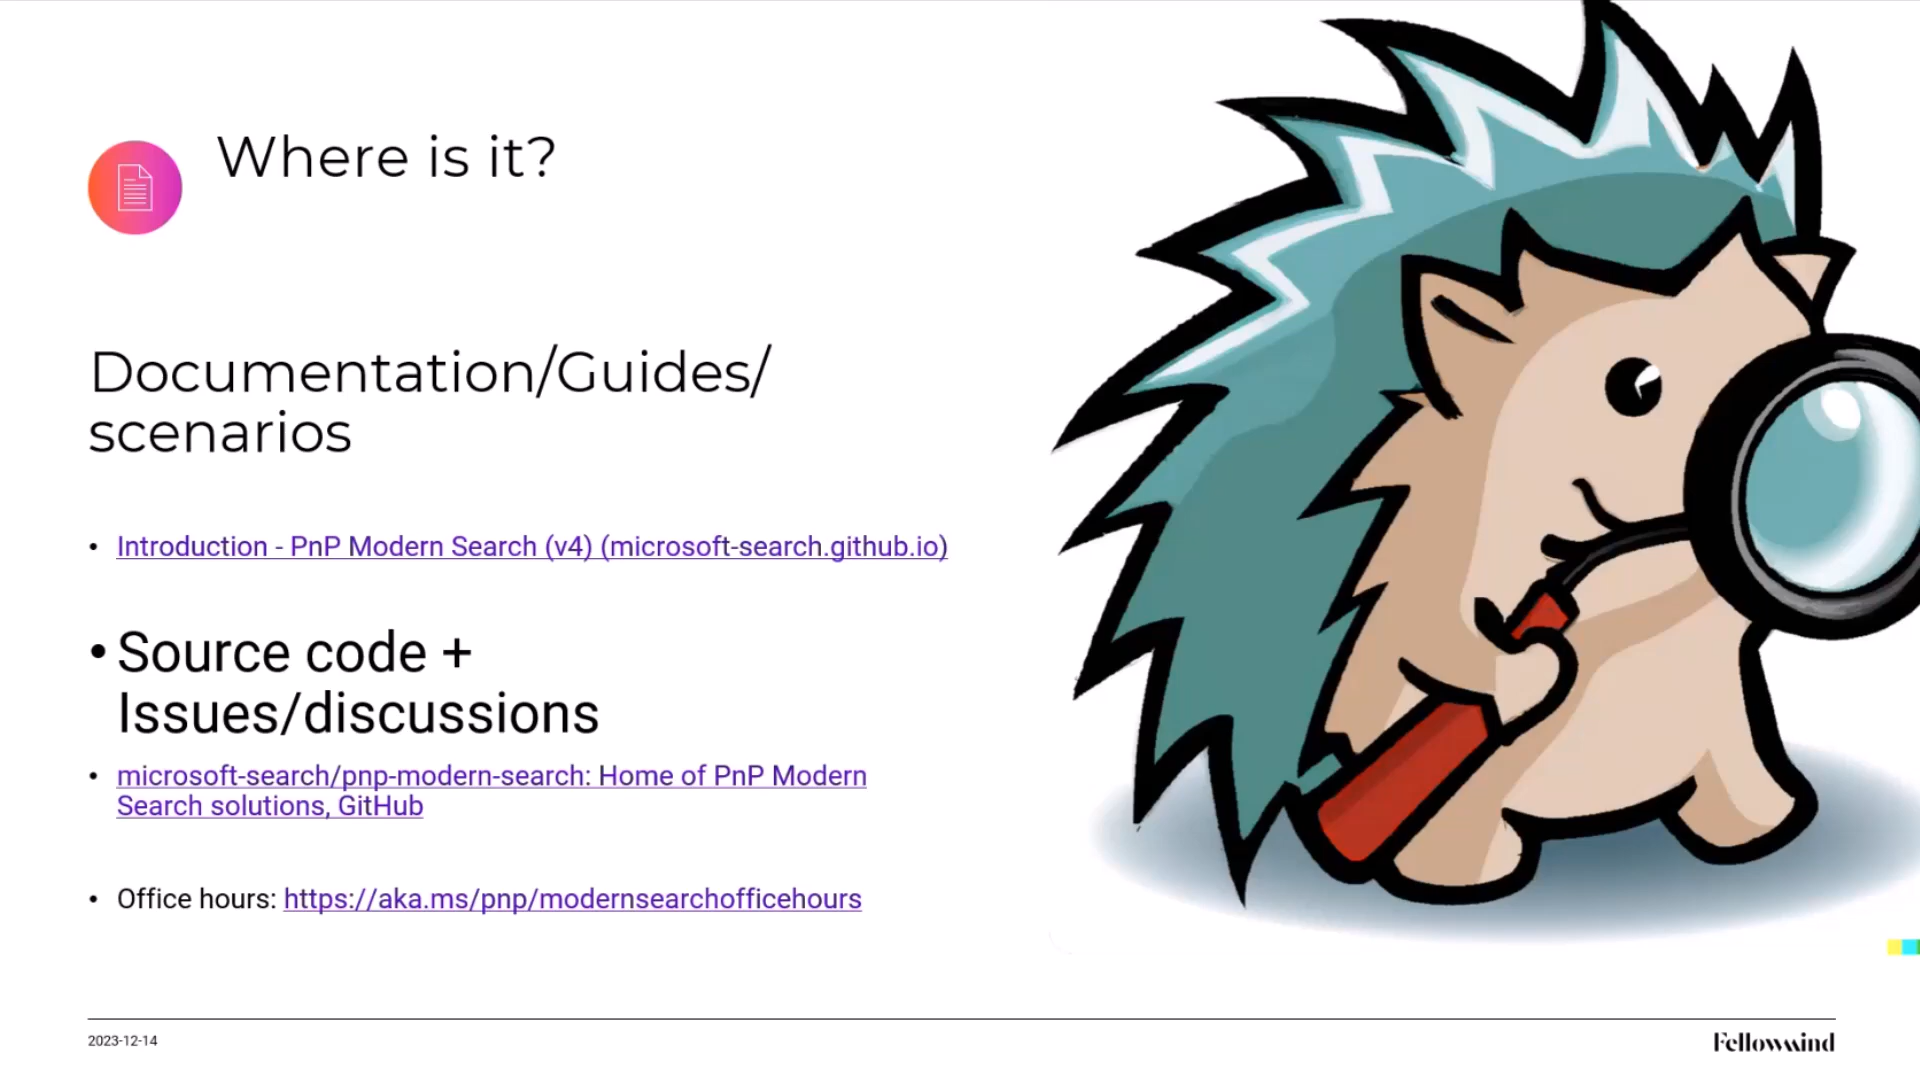 Where is it?
Documentation/Guides/
scenarios
• Introduction - PnP Modern Search (v4) (microsoft-search.github.io)
• Source code +
Issues/discussions
• microsoft-search/pnp-modern-search: Home of PnP Modern
Search solutions, GitHub
• Office hours: https://aka.ms/pnp/modernsearchofficehours
2023-12-14
Fellowmind